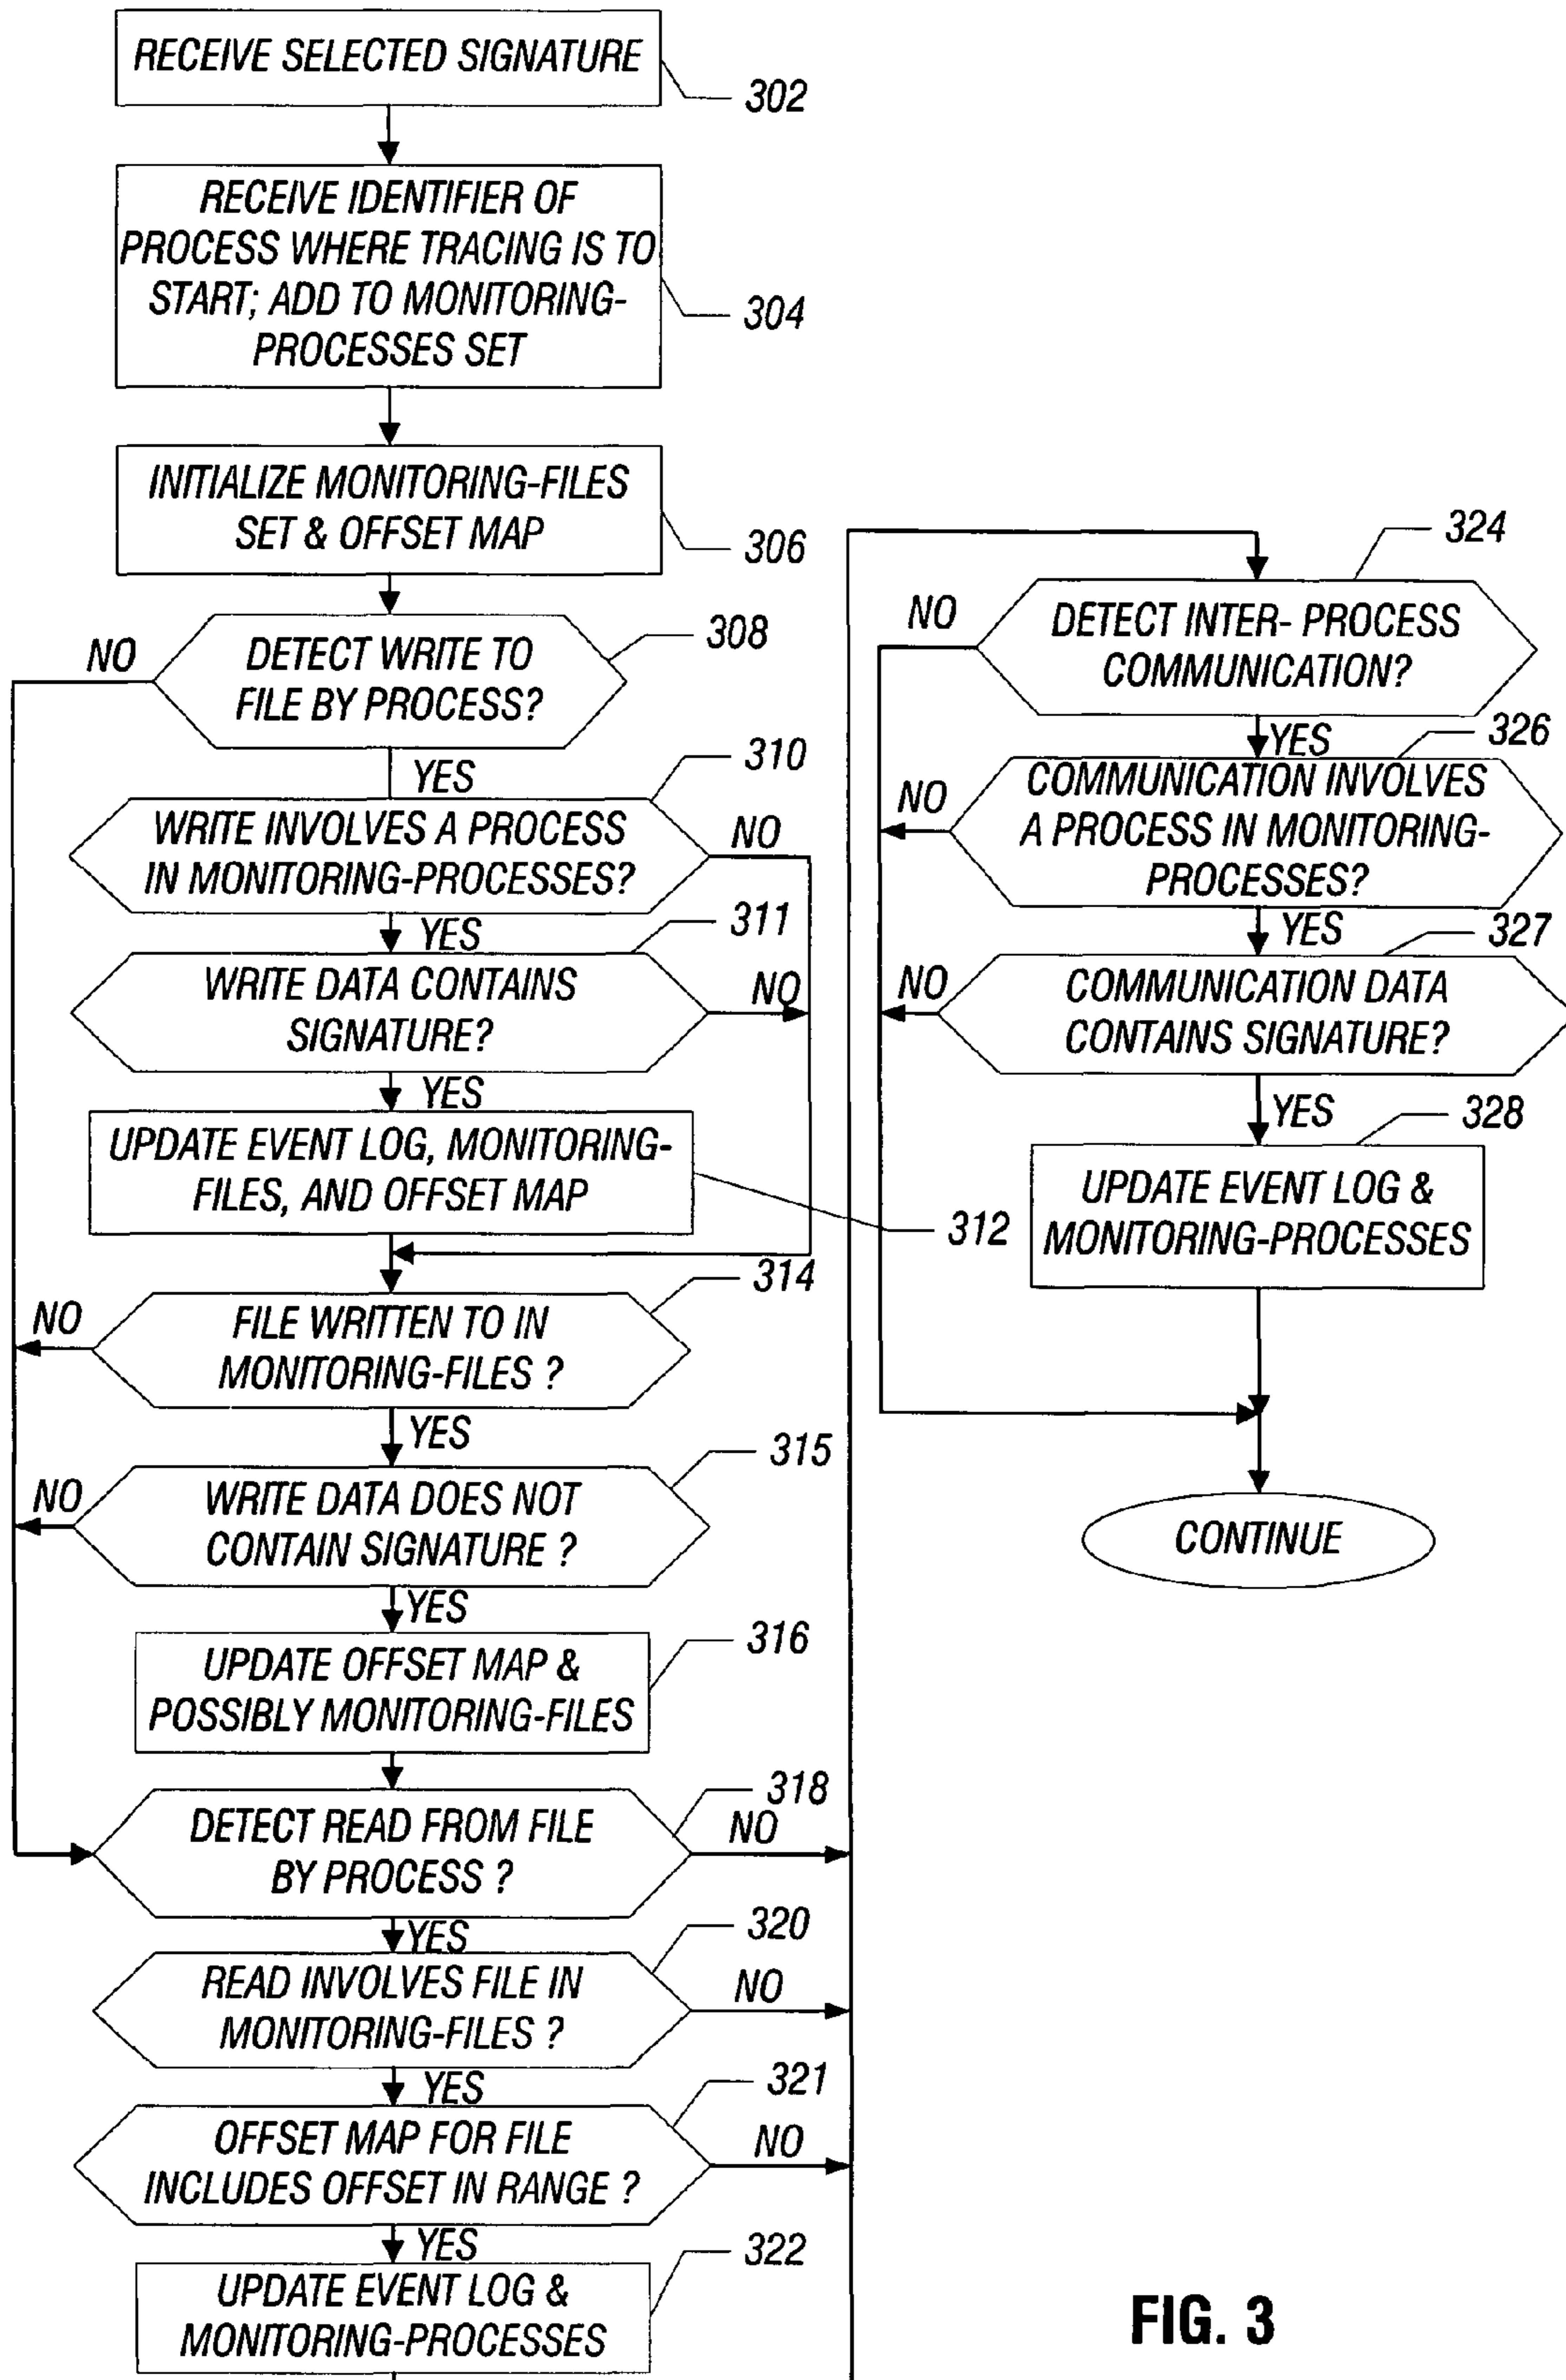 RECEIVE SELECTED SIGNATURE
302
RECEIVE IDENTIFIER OF
PROCESS WHERE TRACING IS TO
START; ADD TO MONITORING-
PROCESSES SET
304
INITIALIZE MONITORING-FILES
SET & OFFSET MAP
306
DETECT WRITE TO
FILE BY PROCESS?
308
NO
YES
WRITE INVOLVES A PROCESS
IN MONITORING-PROCESSES?
310
NO
YES
WRITE DATA CONTAINS
SIGNATURE?
311
NO
YES
UPDATE EVENT LOG, MONITORING-
FILES, AND OFFSET MAP
312
FILE WRITTEN TO IN
MONITORING-FILES ?
314
NO
YES
WRITE DATA DOES NOT
CONTAIN SIGNATURE ?
315
NO
YES
UPDATE OFFSET MAP &
POSSIBLY MONITORING-FILES
316
DETECT READ FROM FILE
BY PROCESS ?
318
NO
YES
READ INVOLVES FILE IN
MONITORING-FILES ?
320
NO
YES
OFFSET MAP FOR FILE
INCLUDES OFFSET IN RANGE ?
321
NO
YES
UPDATE EVENT LOG &
MONITORING-PROCESSES
322
DETECT INTER- PROCESS
COMMUNICATION?
324
NO
YES
COMMUNICATION INVOLVES
A PROCESS IN MONITORING-
PROCESSES?
326
NO
YES
COMMUNICATION DATA
CONTAINS SIGNATURE?
327
NO
YES
UPDATE EVENT LOG &
MONITORING-PROCESSES
328
CONTINUE
FIG. 3